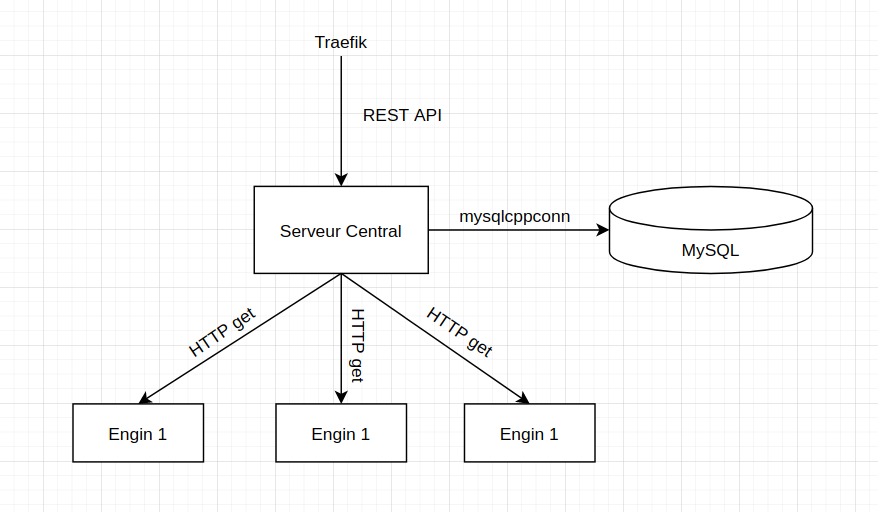 Traefik
REST API
Serveur Central
mysqlcppconn
MySQL
HTTP get
HTTP get
HTTP get
Engin 1
Engin 1
Engin 1